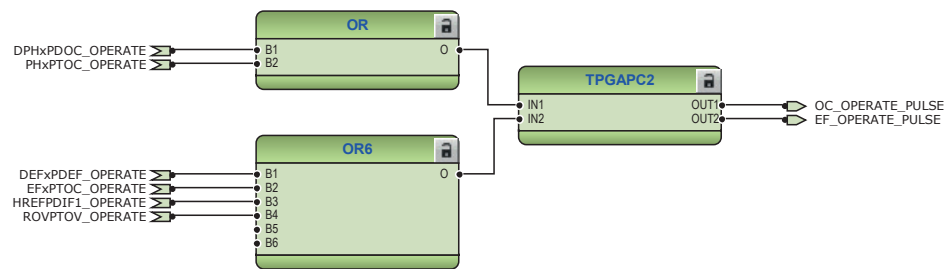 OR
DPHxPDOC_OPERATE
PHxPTOC_OPERATE
B1
B2
O
TPGAPC2
IN1
IN2
OUT1
OUT2
OC_OPERATE_PULSE
EF_OPERATE_PULSE
OR6
DEFxPDEF_OPERATE
EFxPTOC_OPERATE
HREFPDIF1_OPERATE
ROVPTOV_OPERATE
B1
B2
B3
B4
B5
B6
O